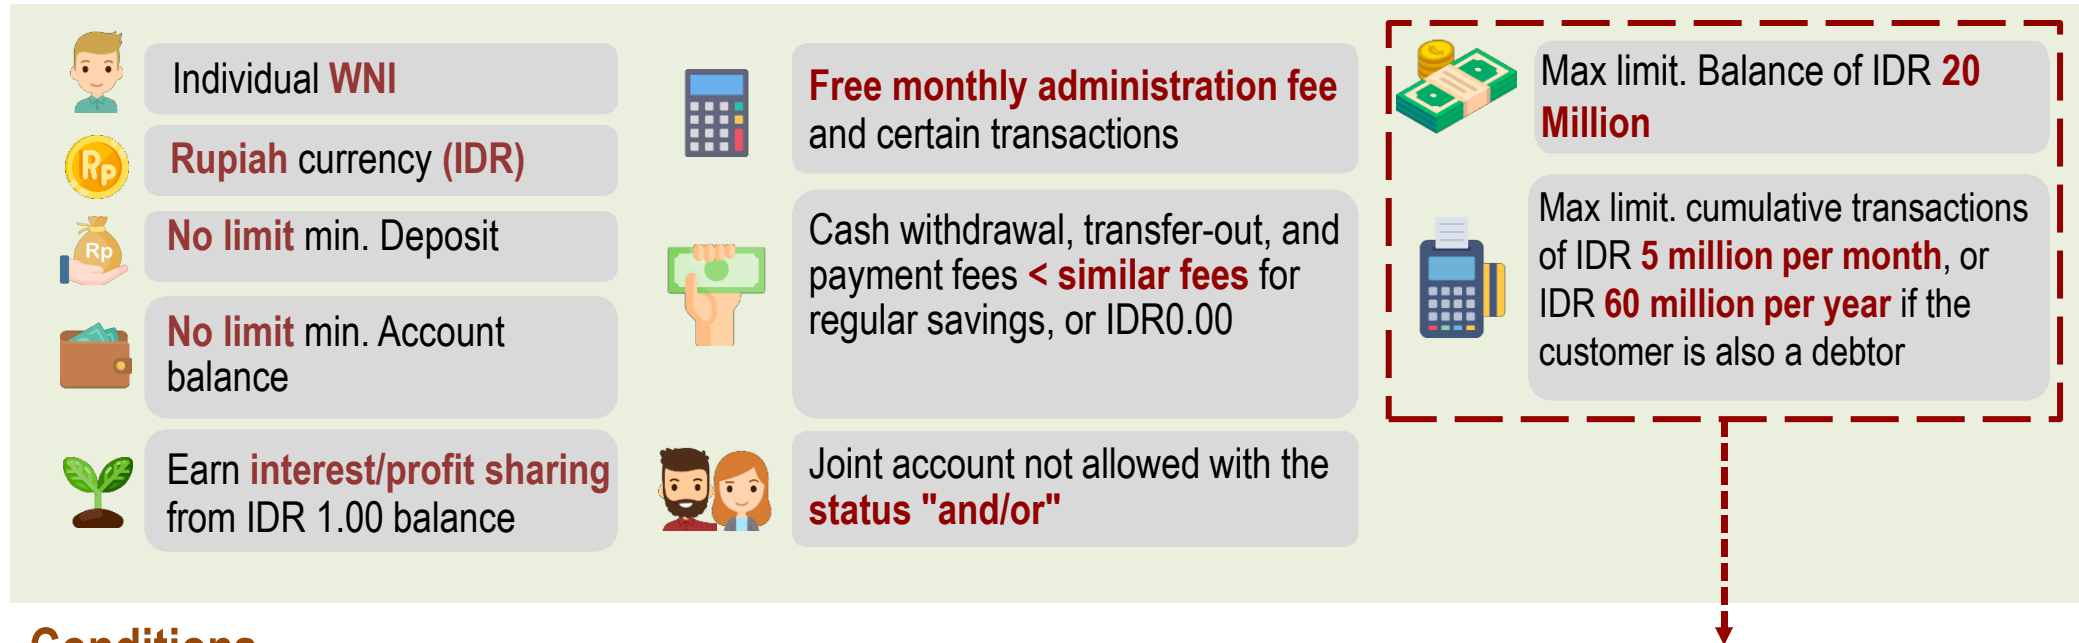 Individual WNI
Rupiah currency (IDR)
No limit min. Deposit
No limit min. Account
balance
Earn interest/profit sharing
from IDR 1.00 balance
Free monthly administration fee
and certain transactions
Cash withdrawal, transfer-out, and
payment fees < similar fees for
regular savings, or IDR0.00
Joint account not allowed with the
status "and/or"
Max limit. Balance of IDR 20
Million
Max limit. cumulative transactions
of IDR 5 million per month, or
IDR 60 million per year if the
customer is also a debtor
Rp
Rp
Conditions